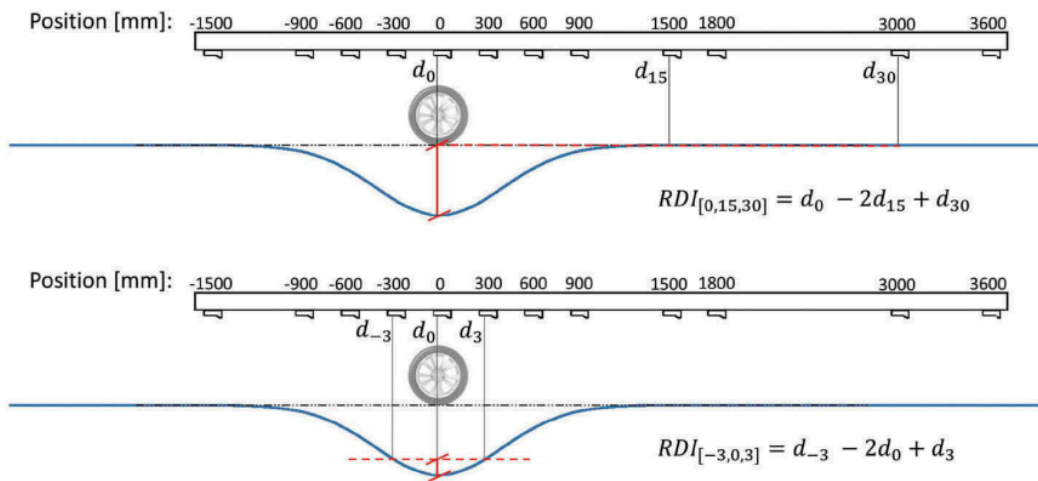 Position [mm]: -1500 -900 -600 -300 0 300 600 900 1500 1800 3000 3600
d₀ d₁₅ d₃₀
RDI[0,15,30] = d₀ − 2d₁₅ + d₃₀
Position [mm]: -1500 -900 -600 -300 0 300 600 900 1500 1800 3000 3600
d₋₃ d₀ d₃
RDI[−3,0,3] = d₋₃ − 2d₀ + d₃